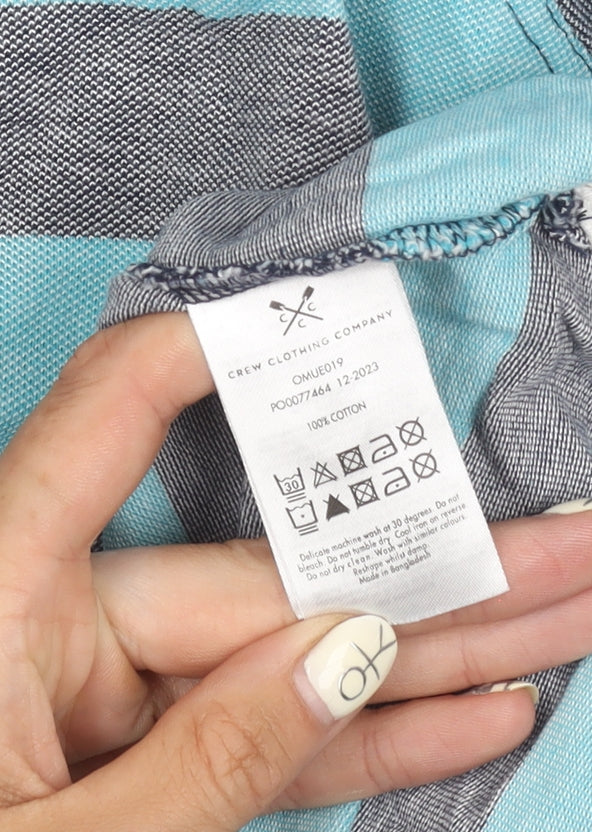 C C
C
CREW CLOTHING COMPANY
OMUE019
PO0077464 12-2023
100% COTTON
30
Delicate machine wash at 30 degrees. Do not
bleach. Do not tumble dry. Cool iron on reverse
Do not dry clean. Wash with similar colours.
Reshape whilst damp.
Made in Bangladesh
OK